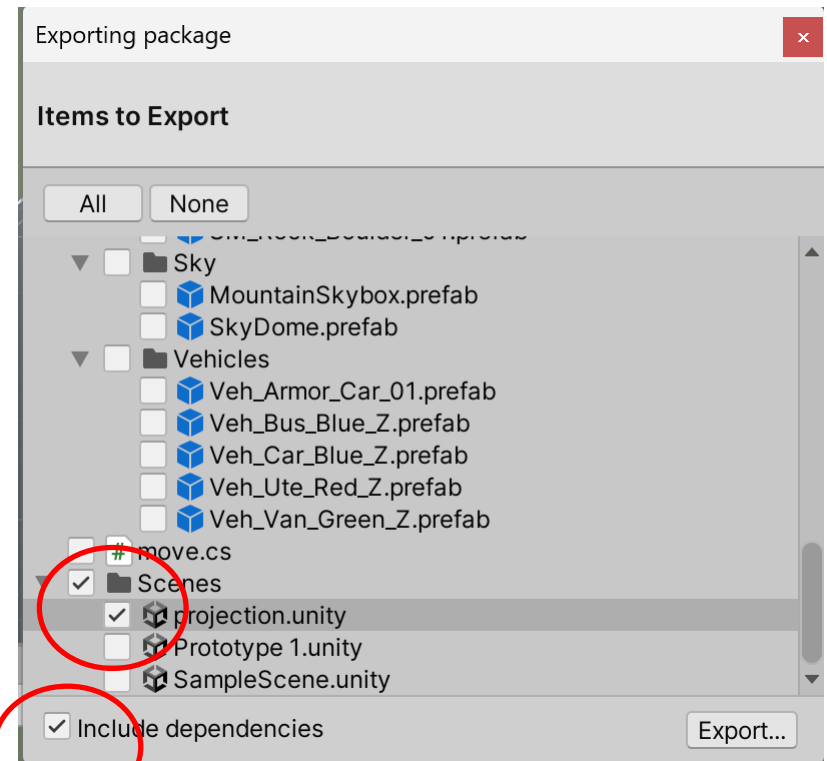 Exporting package
Items to Export
All None
Sky
MountainSkybox.prefab
SkyDome.prefab
Vehicles
Veh_Armor_Car_01.prefab
Veh_Bus_Blue_Z.prefab
Veh_Car_Blue_Z.prefab
Veh_Ute_Red_Z.prefab
Veh_Van_Green_Z.prefab
# move.cs
Scenes
projection.unity
Prototype 1.unity
SampleScene.unity
Include dependencies Export...